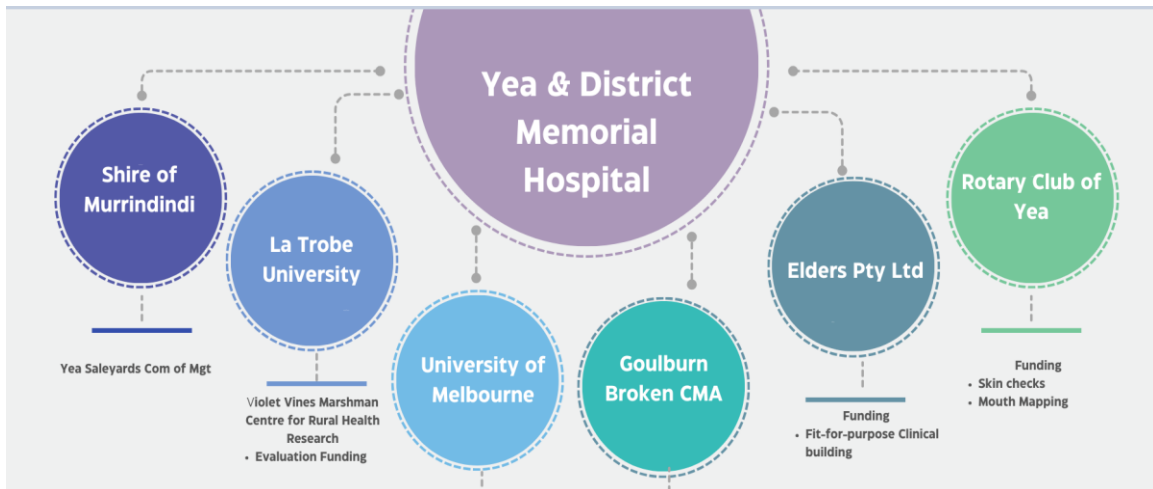 Yea & District
Memorial
Hospital
Shire of
Murrindindi
La Trobe
University
University of
Melbourne
Goulburn
Broken CMA
Elders Pty Ltd
Rotary Club of
Yea
Yea Saleyards Com of Mgt
Violet Vines Marshman
Centre for Rural Health
Research
• Evaluation Funding
Funding
• Fit-for-purpose Clinical
building
Funding
• Skin checks
• Mouth Mapping